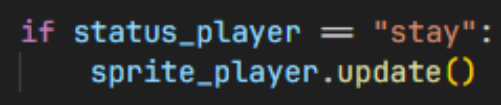 if status_player == "stay":
    sprite_player.update()